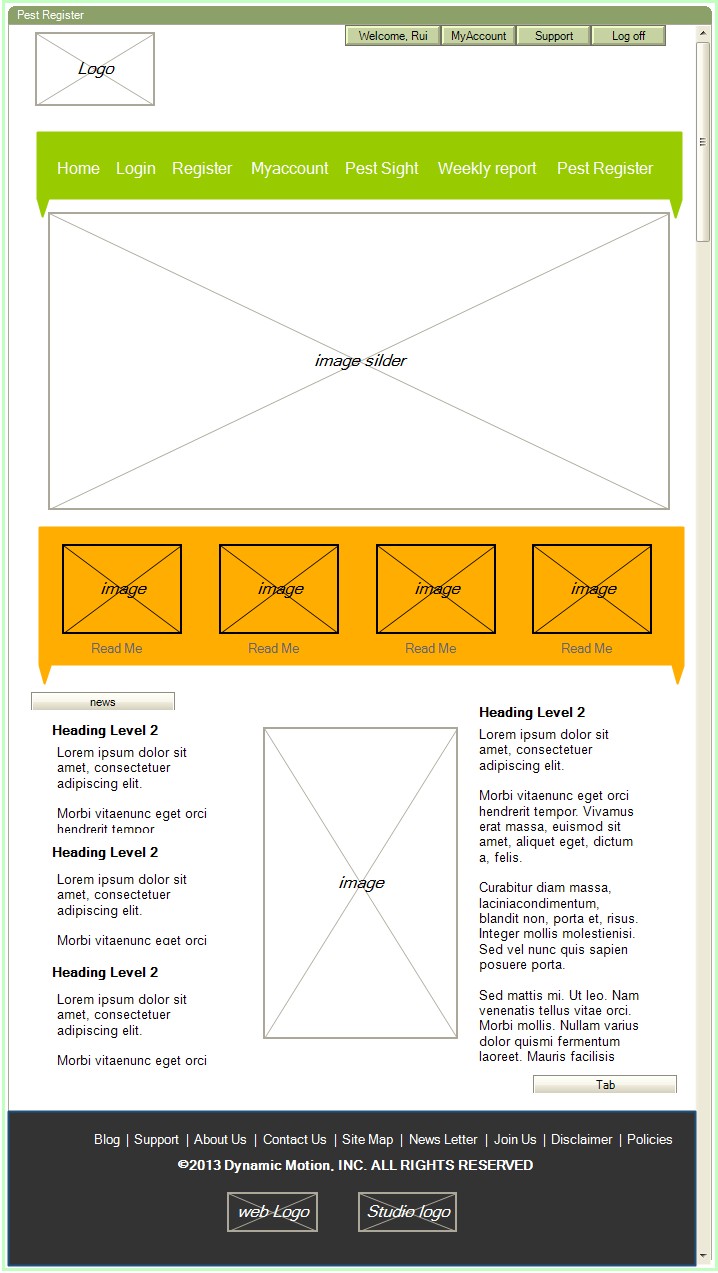 Pest Register
Welcome, Rui MyAccount Support Log off
Logo
Home Login Register Myaccount Pest Sight Weekly report Pest Register
image silder
image image image image
Read Me Read Me Read Me Read Me
news
Heading Level 2
Lorem ipsum dolor sit
amet, consectetuer
adipiscing elit.
Morbi vitaenunc eget orci
hendrerit tempor
Heading Level 2
Lorem ipsum dolor sit
amet, consectetuer
adipiscing elit.
Morbi vitaenunc eget orci
Heading Level 2
Lorem ipsum dolor sit
amet, consectetuer
adipiscing elit.
Morbi vitaenunc eget orci
image
Heading Level 2
Lorem ipsum dolor sit
amet, consectetuer
adipiscing elit.
Morbi vitaenunc eget orci
hendrerit tempor. Vivamus
erat massa, euismod sit
amet, aliquet eget, dictum
a, felis.
Curabitur diam massa,
laciniacondimentum,
blandit non, porta et, risus.
Integer mollis molestienisi.
Sed vel nunc quis sapien
posuere porta.
Sed mattis mi. Ut leo. Nam
venenatis tellus vitae orci.
Morbi mollis. Nullam varius
dolor quismi fermentum
laoreet. Mauris facilisis
Tab
Blog | Support | About Us | Contact Us | Site Map | News Letter | Join Us | Disclaimer | Policies
©2013 Dynamic Motion, INC. ALL RIGHTS RESERVED
web Logo Studio logo